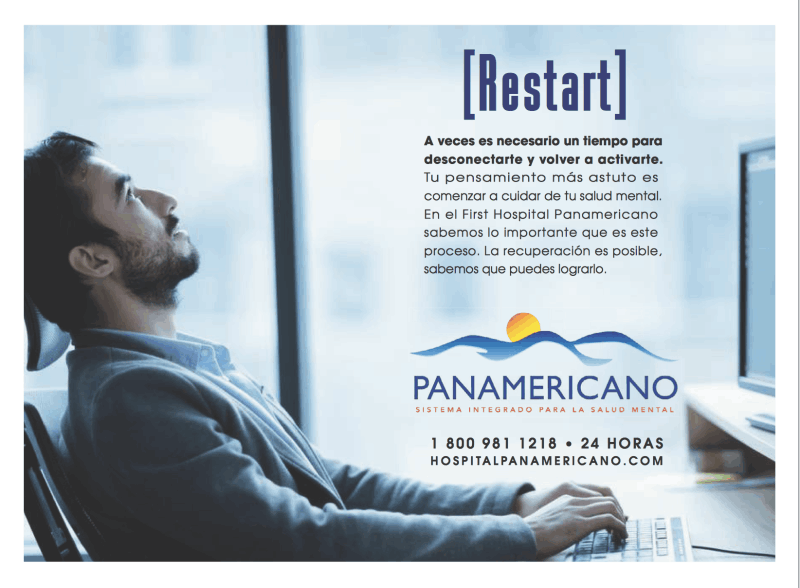 [Restart]
A veces es necesario un tiempo para
desconectarte y volver a activarte.
Tu pensamiento más astuto es
comenzar a cuidar de tu salud mental.
En el First Hospital Panamericano
sabemos lo importante que es este
proceso. La recuperación es posible,
sabemos que puedes lograrlo.
PANAMERICANO
SISTEMA INTEGRADO PARA LA SALUD MENTAL
1 800 981 1218 • 24 HORAS
HOSPITALPANAMERICANO.COM